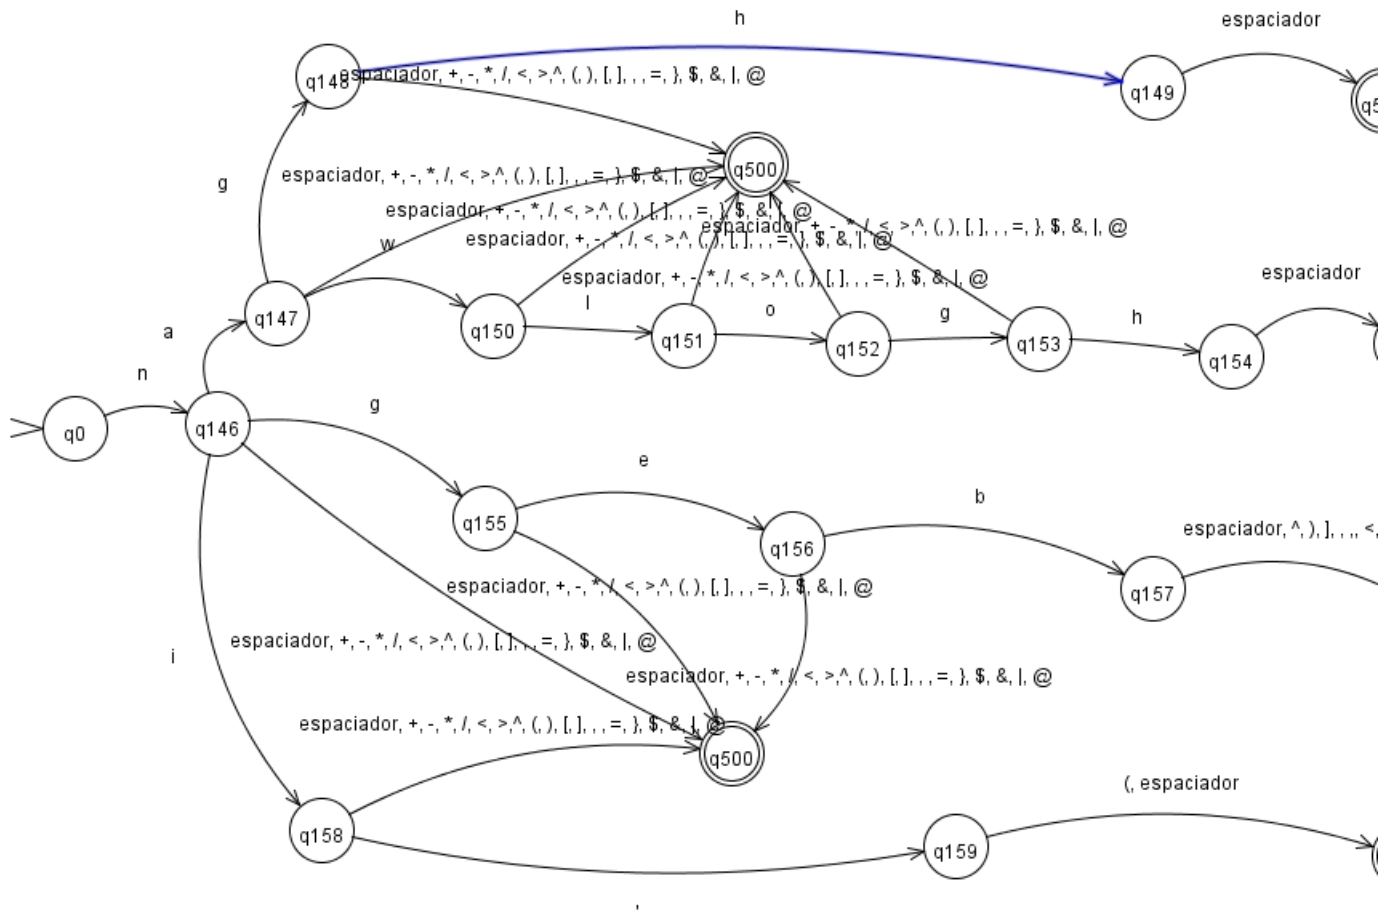 h
espaciador
q148
espaciador, +, -, *, /, <, >,^, (, ), [, ], , , =, }, $, &, |, @
q149
q500
espaciador, +, -, *, /, <, >,^, (, ), [, ], , , =, }, $, &, |, @
g
espaciador, +, -, *, /, <, >,^, (, ), [, ], , , =, }, $, &, |, @
espaciador, +, -, *, /, <, >,^, (, ), [, ], , , =, }, $, &, |, @
w
espaciador, +, -, *, /, <, >,^, (, ), [, ], , , =, }, $, &, |, @
espaciador
espaciador, +, -, *, /, <, >,^, (, ), [, ], , , =, }, $, &, |, @
l
o
g
h
q147
a
q150
q151
q152
q153
q154
n
g
q0
q146
e
b
q155
espaciador, ^, ), ], , ,, <,
q156
espaciador, +, -, *, /, <, >,^, (, ), [, ], , , =, }, $, &, |, @
q157
espaciador, +, -, *, /, <, >,^, (, ), [, ], , , =, }, $, &, |, @
i
espaciador, +, -, *, /, <, >,^, (, ), [, ], , , =, }, $, &, |, @
espaciador, +, -, *, /, <, >,^, (, ), [, ], , , =, }, $, &, |, @
q500
(, espaciador
q158
q159
,